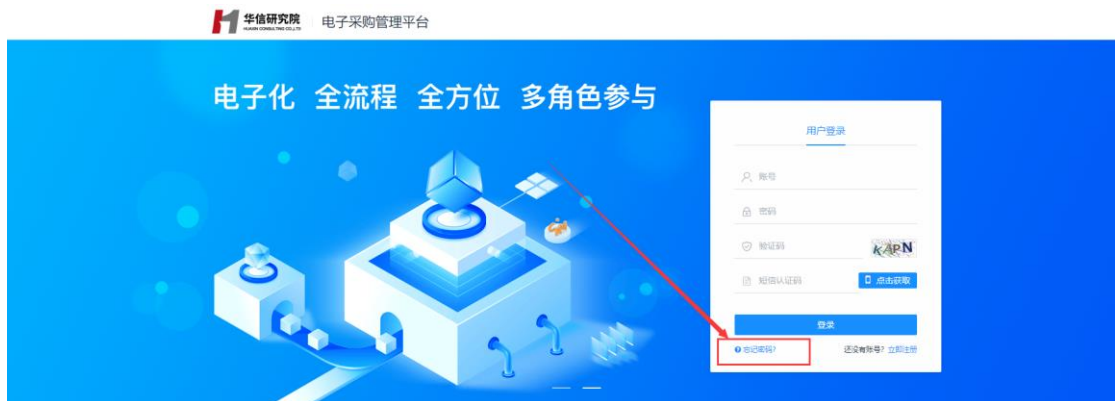 华信研究院
HUAXIN CONSULTING CO.,LTD
电子采购管理平台
电子化 全流程 全方位 多角色参与
用户登录
账号
密码
验证码
KAPN
短信认证码
点击获取
登录
忘记密码?
还没有账号? 立即注册